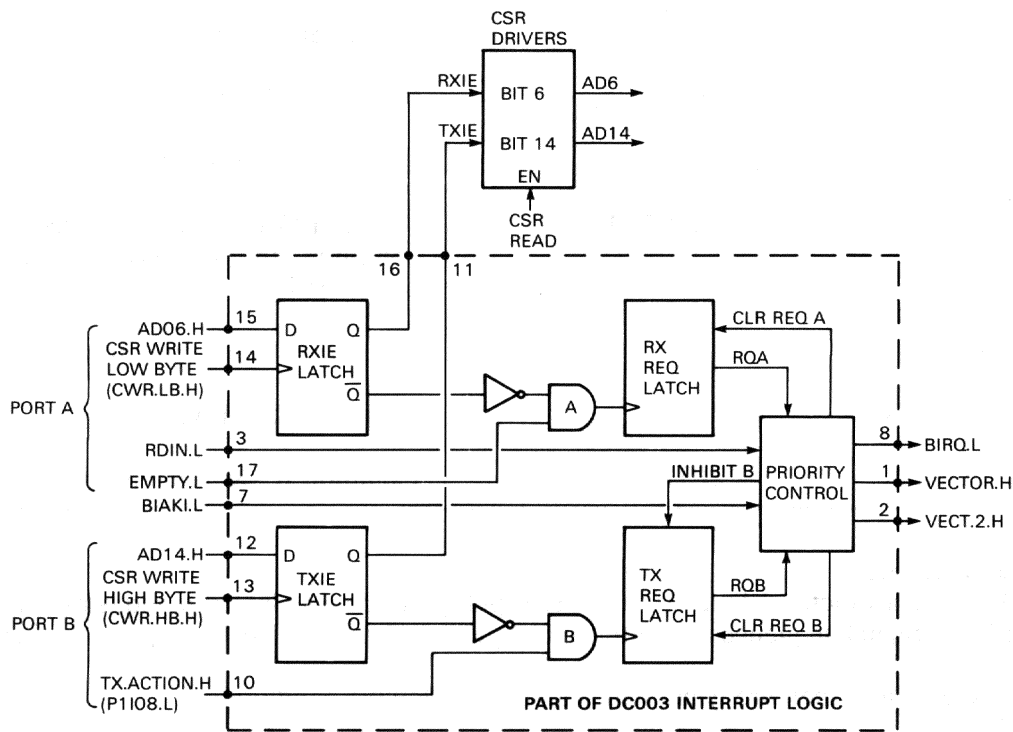 CSR
DRIVERS
RXIE
BIT 6
AD6
TXIE
BIT 14
AD14
EN
CSR
READ
16
11
PORT A
AD06.H
15
CSR WRITE
LOW BYTE
(CWR.LB.H)
14
D
Q
RXIE
LATCH
Q
A
RX
REQ
LATCH
CLR REQ A
RQA
RDIN.L
3
EMPTY.L
17
BIAKI.L
7
INHIBIT B
PRIORITY
CONTROL
8
BIRQ.L
1
VECTOR.H
2
VECT.2.H
PORT B
AD14.H
12
CSR WRITE
HIGH BYTE
(CWR.HB.H)
13
D
Q
TXIE
LATCH
Q
B
TX
REQ
LATCH
RQB
CLR REQ B
TX.ACTION.H
(P1I08.L)
10
PART OF DC003 INTERRUPT LOGIC